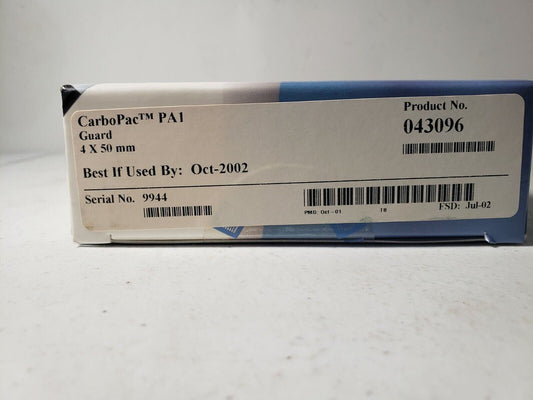 CarboPac™ PA1
Guard
4 X 50 mm
Product No.
043096
Best If Used By: Oct-2002
Serial No. 9944
PMG: Oct-01 18
FSD: Jul-02